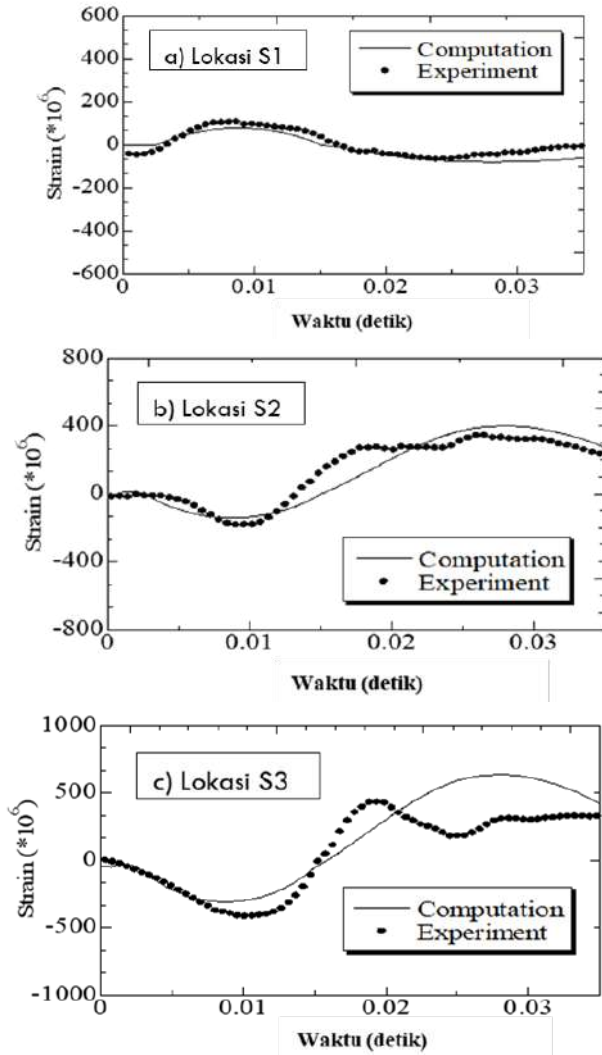 600
a) Lokasi S1
Computation
Experiment
400
200
0
-200
-400
-600
Strain (*10^6)
0
0.01
0.02
0.03
Waktu (detik)
800
b) Lokasi S2
400
0
-400
-800
Strain (*10^6)
Computation
Experiment
0
0.01
0.02
0.03
Waktu (detik)
1000
c) Lokasi S3
500
0
-500
-1000
Strain (*10^6)
Computation
Experiment
0
0.01
0.02
0.03
Waktu (detik)